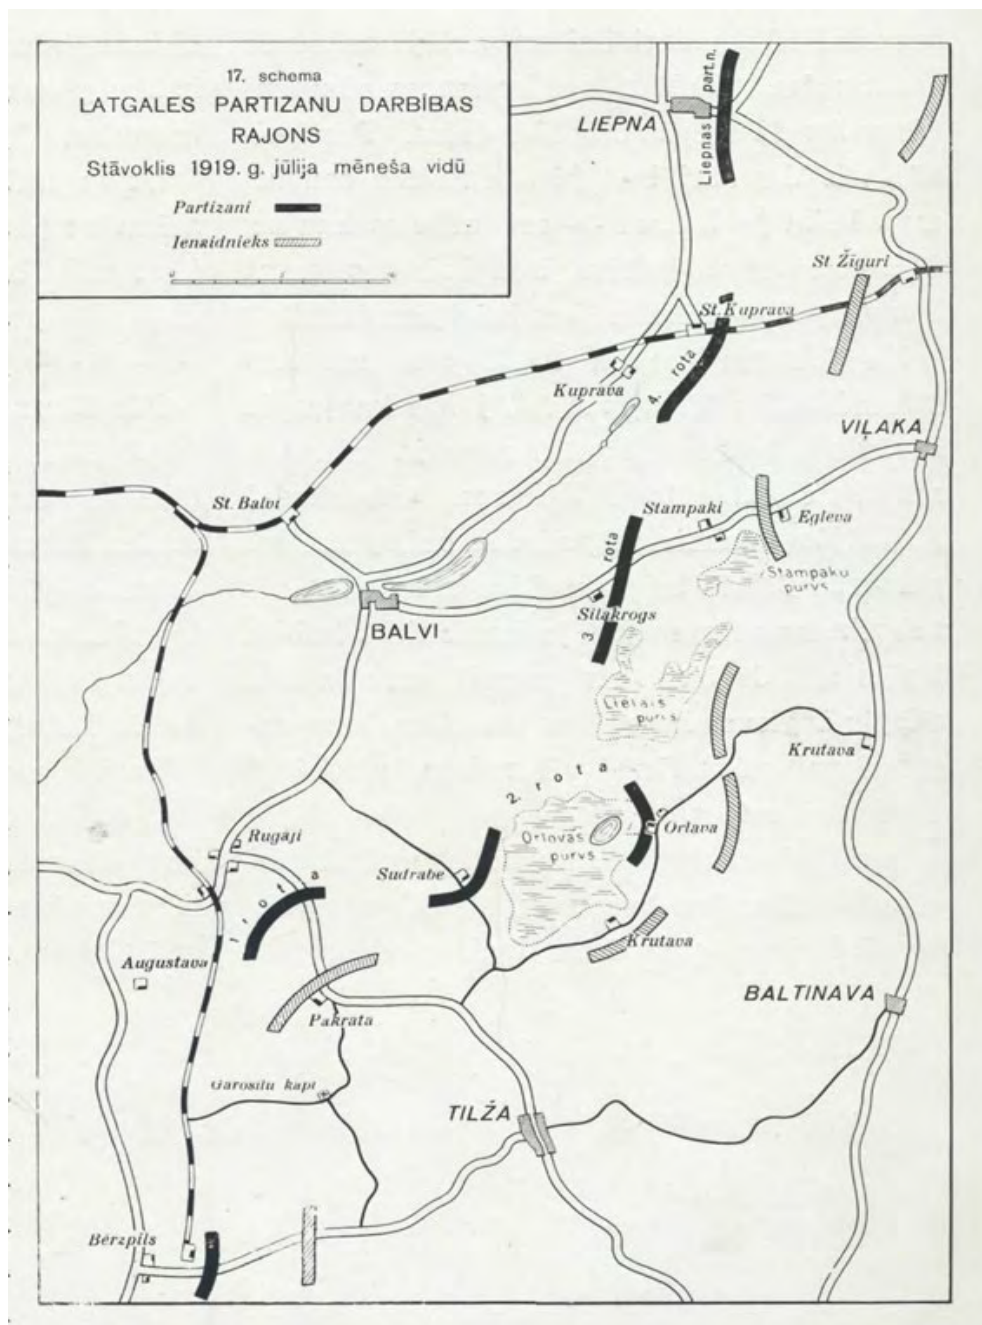 17. schema
LATGALES PARTIZANU DARBĪBAS
RAJONS
Stāvoklis 1919. g. jūlija mēneša vidū
Partizani
Ienaidnieks
LIEPNA
Liepnas part.n.
St Žiguri
St. Kuprava
Kuprava
4. rota
VIĻAKA
St. Balvi
Stampaki
Egleva
3 rota
Stampaku
purvs
Silakrogs
BALVI
Lielais
purvs
Krutava
2. rota
Rugaji
Orlava
Orlovas
purvs
Sudrabe
1 rota
Krutava
Augustava
BALTINAVA
Pakrata
Garosilu kapi
TILŽA
Bērzpils